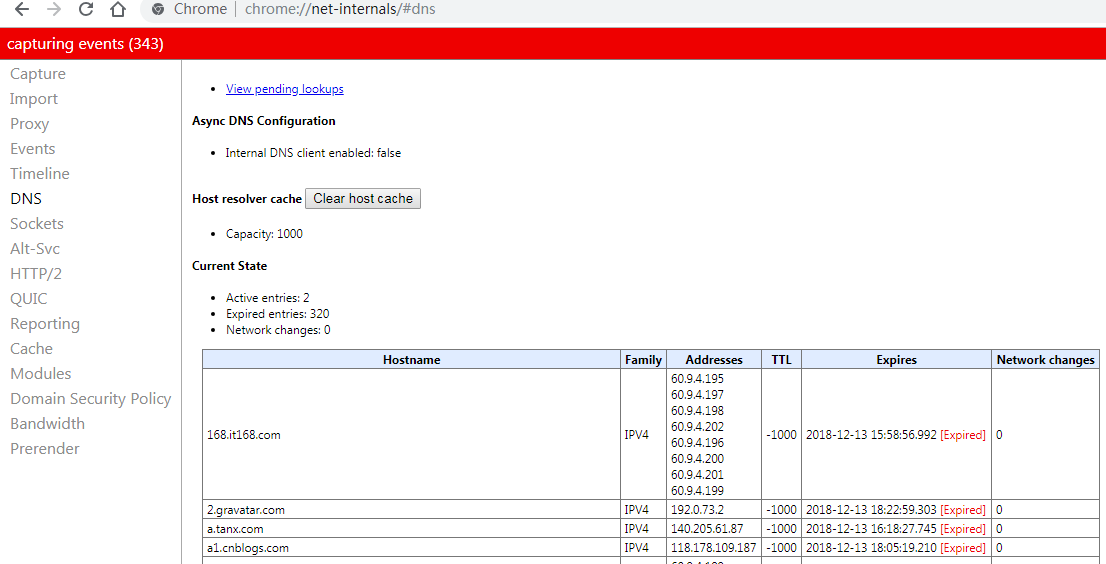 Chrome | chrome://net-internals/#dns
capturing events (343)
Capture
Import
Proxy
Events
Timeline
DNS
Sockets
Alt-Svc
HTTP/2
QUIC
Reporting
Cache
Modules
Domain Security Policy
Bandwidth
Prerender
View pending lookups
Async DNS Configuration
Internal DNS client enabled: false
Host resolver cache Clear host cache
Capacity: 1000
Current State
Active entries: 2
Expired entries: 320
Network changes: 0
Hostname Family Addresses TTL Expires Network changes
168.it168.com IPV4 60.9.4.195
60.9.4.197
60.9.4.198
60.9.4.202
60.9.4.196
60.9.4.200
60.9.4.201
60.9.4.199 -1000 2018-12-13 15:58:56.992 [Expired] 0
2.gravatar.com IPV4 192.0.73.2 -1000 2018-12-13 18:22:59.303 [Expired] 0
a.tanx.com IPV4 140.205.61.87 -1000 2018-12-13 16:18:27.745 [Expired] 0
a1.cnblogs.com IPV4 118.178.109.187 -1000 2018-12-13 18:05:19.210 [Expired] 0